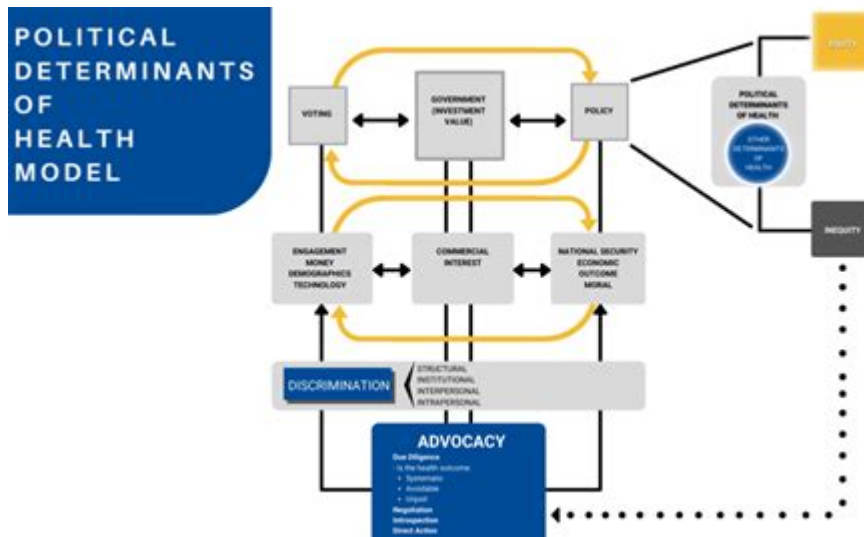 POLITICAL
DETERMINANTS
OF
HEALTH
MODEL
VOTING
GOVERNMENT
(INVESTMENT
VALUE)
POLICY
EQUITY
POLITICAL
DETERMINANTS
OF HEALTH
OTHER
DETERMINANTS
OF
HEALTH
INEQUITY
ENGAGEMENT
MONEY
DEMOGRAPHICS
TECHNOLOGY
COMMERCIAL
INTEREST
NATIONAL SECURITY
ECONOMIC
OUTCOME
MORAL
DISCRIMINATION
STRUCTURAL
INSTITUTIONAL
INTERPERSONAL
INTRAPERSONAL
ADVOCACY
Due Diligence
- Is the health outcome:
• Systematic
• Avoidable
• Unjust
Negotiation
Introspection
Direct Action